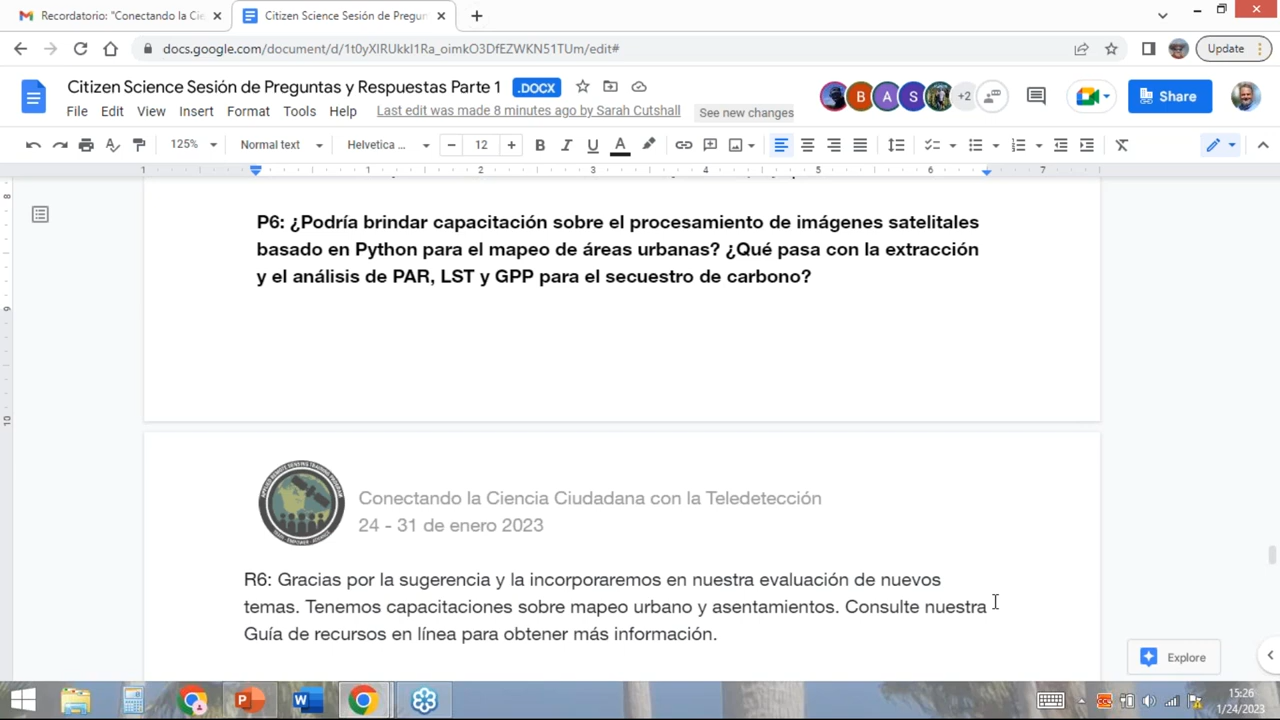 Recordatorio: "Conectando la Cie
Citizen Science Sesión de Pregun
docs.google.com/document/d/1t0yXIRUkkI1Ra_oimkO3DfEZWKN51TUm/edit#
Update
Citizen Science Sesión de Preguntas y Respuestas Parte 1
.DOCX
+2
Share
File Edit View Insert Format Tools Help
Last edit was made 8 minutes ago by Sarah Cutshall
See new changes
125% Normal text Helvetica ... 12
P6: ¿Podría brindar capacitación sobre el procesamiento de imágenes satelitales
basado en Python para el mapeo de áreas urbanas? ¿Qué pasa con la extracción
y el análisis de PAR, LST y GPP para el secuestro de carbono?
Conectando la Ciencia Ciudadana con la Teledetección
24 - 31 de enero 2023
R6: Gracias por la sugerencia y la incorporaremos en nuestra evaluación de nuevos
temas. Tenemos capacitaciones sobre mapeo urbano y asentamientos. Consulte nuestra
Guía de recursos en línea para obtener más información.
Explore
15:26
1/24/2023